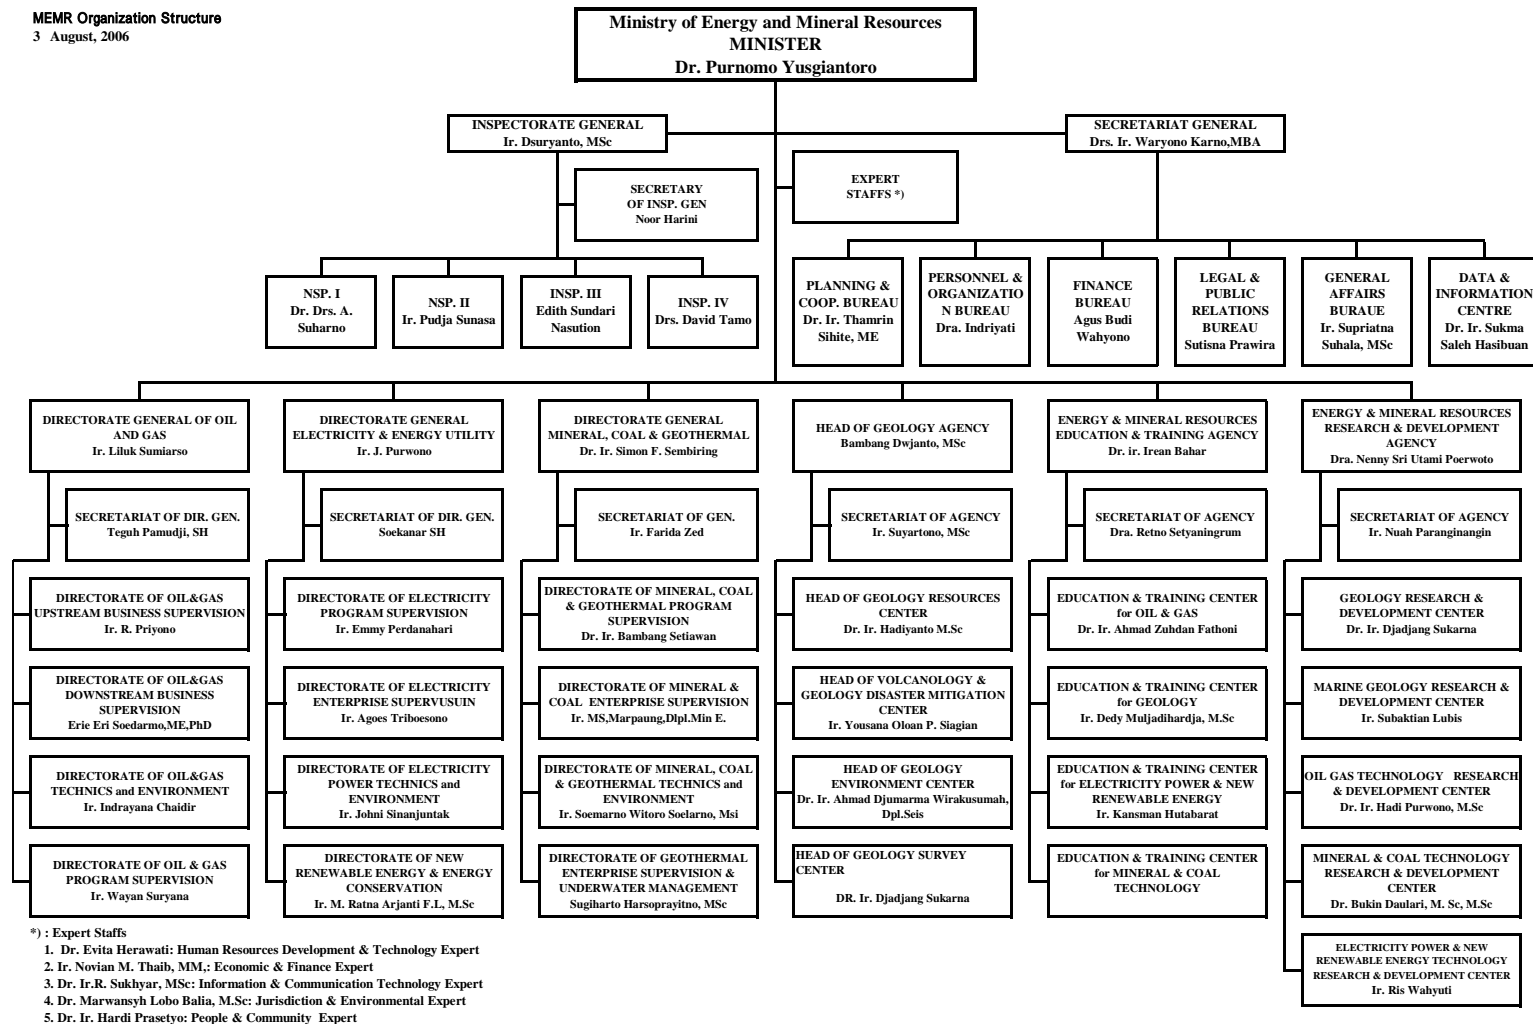 MEMR Organization Structure
3 August, 2006
Ministry of Energy and Mineral Resources
MINISTER
Dr. Purnomo Yusgiantoro
INSPECTORATE GENERAL
Ir. Dsuryanto, MSc
SECRETARIAT GENERAL
Drs. Ir. Waryono Karno,MBA
SECRETARY
OF INSP. GEN
Noor Harini
EXPERT
STAFFS *)
NSP. I
Dr. Drs. A.
Suharno
NSP. II
Ir. Pudja Sunasa
INSP. III
Edith Sundari
Nasution
INSP. IV
Drs. David Tamo
PLANNING &
COOP. BUREAU
Dr. Ir. Thamrin
Sihite, ME
PERSONNEL &
ORGANIZATIO
N BUREAU
Dra. Indriyati
FINANCE
BUREAU
Agus Budi
Wahyono
LEGAL &
PUBLIC
RELATIONS
BUREAU
Sutisna Prawira
GENERAL
AFFAIRS
BURAUE
Ir. Supriatna
Suhala, MSc
DATA &
INFORMATION
CENTRE
Dr. Ir. Sukma
Saleh Hasibuan
DIRECTORATE GENERAL OF OIL
AND GAS
Ir. Liluk Sumiarso
DIRECTORATE GENERAL
ELECTRICITY & ENERGY UTILITY
Ir. J. Purwono
DIRECTORATE GENERAL
MINERAL, COAL & GEOTHERMAL
Dr. Ir. Simon F. Sembiring
HEAD OF GEOLOGY AGENCY
Bambang Dwjanto, MSc
ENERGY & MINERAL RESOURCES
EDUCATION & TRAINING AGENCY
Dr. ir. Irean Bahar
ENERGY & MINERAL RESOURCES
RESEARCH & DEVELOPMENT
AGENCY
Dra. Nenny Sri Utami Poerwoto
SECRETARIAT OF DIR. GEN.
Teguh Pamudji, SH
SECRETARIAT OF DIR. GEN.
Soekanar SH
SECRETARIAT OF GEN.
Ir. Farida Zed
SECRETARIAT OF AGENCY
Ir. Suyartono, MSc
SECRETARIAT OF AGENCY
Dra. Retno Setyaningrum
SECRETARIAT OF AGENCY
Ir. Nuah Paranginangin
DIRECTORATE OF OIL&GAS
UPSTREAM BUSINESS SUPERVISION
Ir. R. Priyono
DIRECTORATE OF ELECTRICITY
PROGRAM SUPERVISION
Ir. Emmy Perdanahari
DIRECTORATE OF MINERAL, COAL
& GEOTHERMAL PROGRAM
SUPERVISION
Dr. Ir. Bambang Setiawan
HEAD OF GEOLOGY RESOURCES
CENTER
Dr. Ir. Hadiyanto M.Sc
EDUCATION & TRAINING CENTER
for OIL & GAS
Dr. Ir. Ahmad Zuhdan Fathoni
GEOLOGY RESEARCH &
DEVELOPMENT CENTER
Dr. Ir. Djadjang Sukarna
DIRECTORATE OF OIL&GAS
DOWNSTREAM BUSINESS
SUPERVISION
Erie Eri Soedarmo,ME,PhD
DIRECTORATE OF ELECTRICITY
ENTERPRISE SUPERVUSUIN
Ir. Agoes Triboesono
DIRECTORATE OF MINERAL &
COAL ENTERPRISE SUPERVISION
Ir. MS,Marpaung,Dlpl.Min E.
HEAD OF VOLCANOLOGY &
GEOLOGY DISASTER MITIGATION
CENTER
Ir. Yousana Oloan P. Siagian
EDUCATION & TRAINING CENTER
for GEOLOGY
Ir. Dedy Muljadihardja, M.Sc
MARINE GEOLOGY RESEARCH &
DEVELOPMENT CENTER
Ir. Subaktian Lubis
DIRECTORATE OF OIL&GAS
TECHNICS and ENVIRONMENT
Ir. Indrayana Chaidir
DIRECTORATE OF ELECTRICITY
POWER TECHNICS and
ENVIRONMENT
Ir. Johni Sinanjuntak
DIRECTORATE OF MINERAL, COAL
& GEOTHERMAL TECHNICS and
ENVIRONMENT
Ir. Soemarno Witoro Soelarno, Msi
HEAD OF GEOLOGY
ENVIRONMENT CENTER
Dr. Ir. Ahmad Djumarma Wirakusumah,
Dpl.Seis
EDUCATION & TRAINING CENTER
for ELECTRICITY POWER & NEW
RENEWABLE ENERGY
Ir. Kansman Hutabarat
OIL GAS TECHNOLOGY RESEARCH
& DEVELOPMENT CENTER
Dr. Ir. Hadi Purwono, M.Sc
DIRECTORATE OF OIL & GAS
PROGRAM SUPERVISION
Ir. Wayan Suryana
DIRECTORATE OF NEW
RENEWABLE ENERGY & ENERGY
CONSERVATION
Ir. M. Ratna Arjanti F.L, M.Sc
DIRECTORATE OF GEOTHERMAL
ENTERPRISE SUPERVISION &
UNDERWATER MANAGEMENT
Sugiharto Harsoprayitno, MSc
HEAD OF GEOLOGY SURVEY
CENTER
DR. Ir. Djadjang Sukarna
EDUCATION & TRAINING CENTER
for MINERAL & COAL
TECHNOLOGY
MINERAL & COAL TECHNOLOGY
RESEARCH & DEVELOPMENT
CENTER
Dr. Bukin Daulari, M. Sc, M.Sc
ELECTRICITY POWER & NEW
RENEWABLE ENERGY TECHNOLOGY
RESEARCH & DEVELOPMENT CENTER
Ir. Ris Wahyuti
*) : Expert Staffs
1. Dr. Evita Herawati: Human Resources Development & Technology Expert
2. Ir. Novian M. Thaib, MM,: Economic & Finance Expert
3. Dr. Ir.R. Sukhyar, MSc: Information & Communication Technology Expert
4. Dr. Marwansyh Lobo Balia, M.Sc: Jurisdiction & Environmental Expert
5. Dr. Ir. Hardi Prasetyo: People & Community Expert